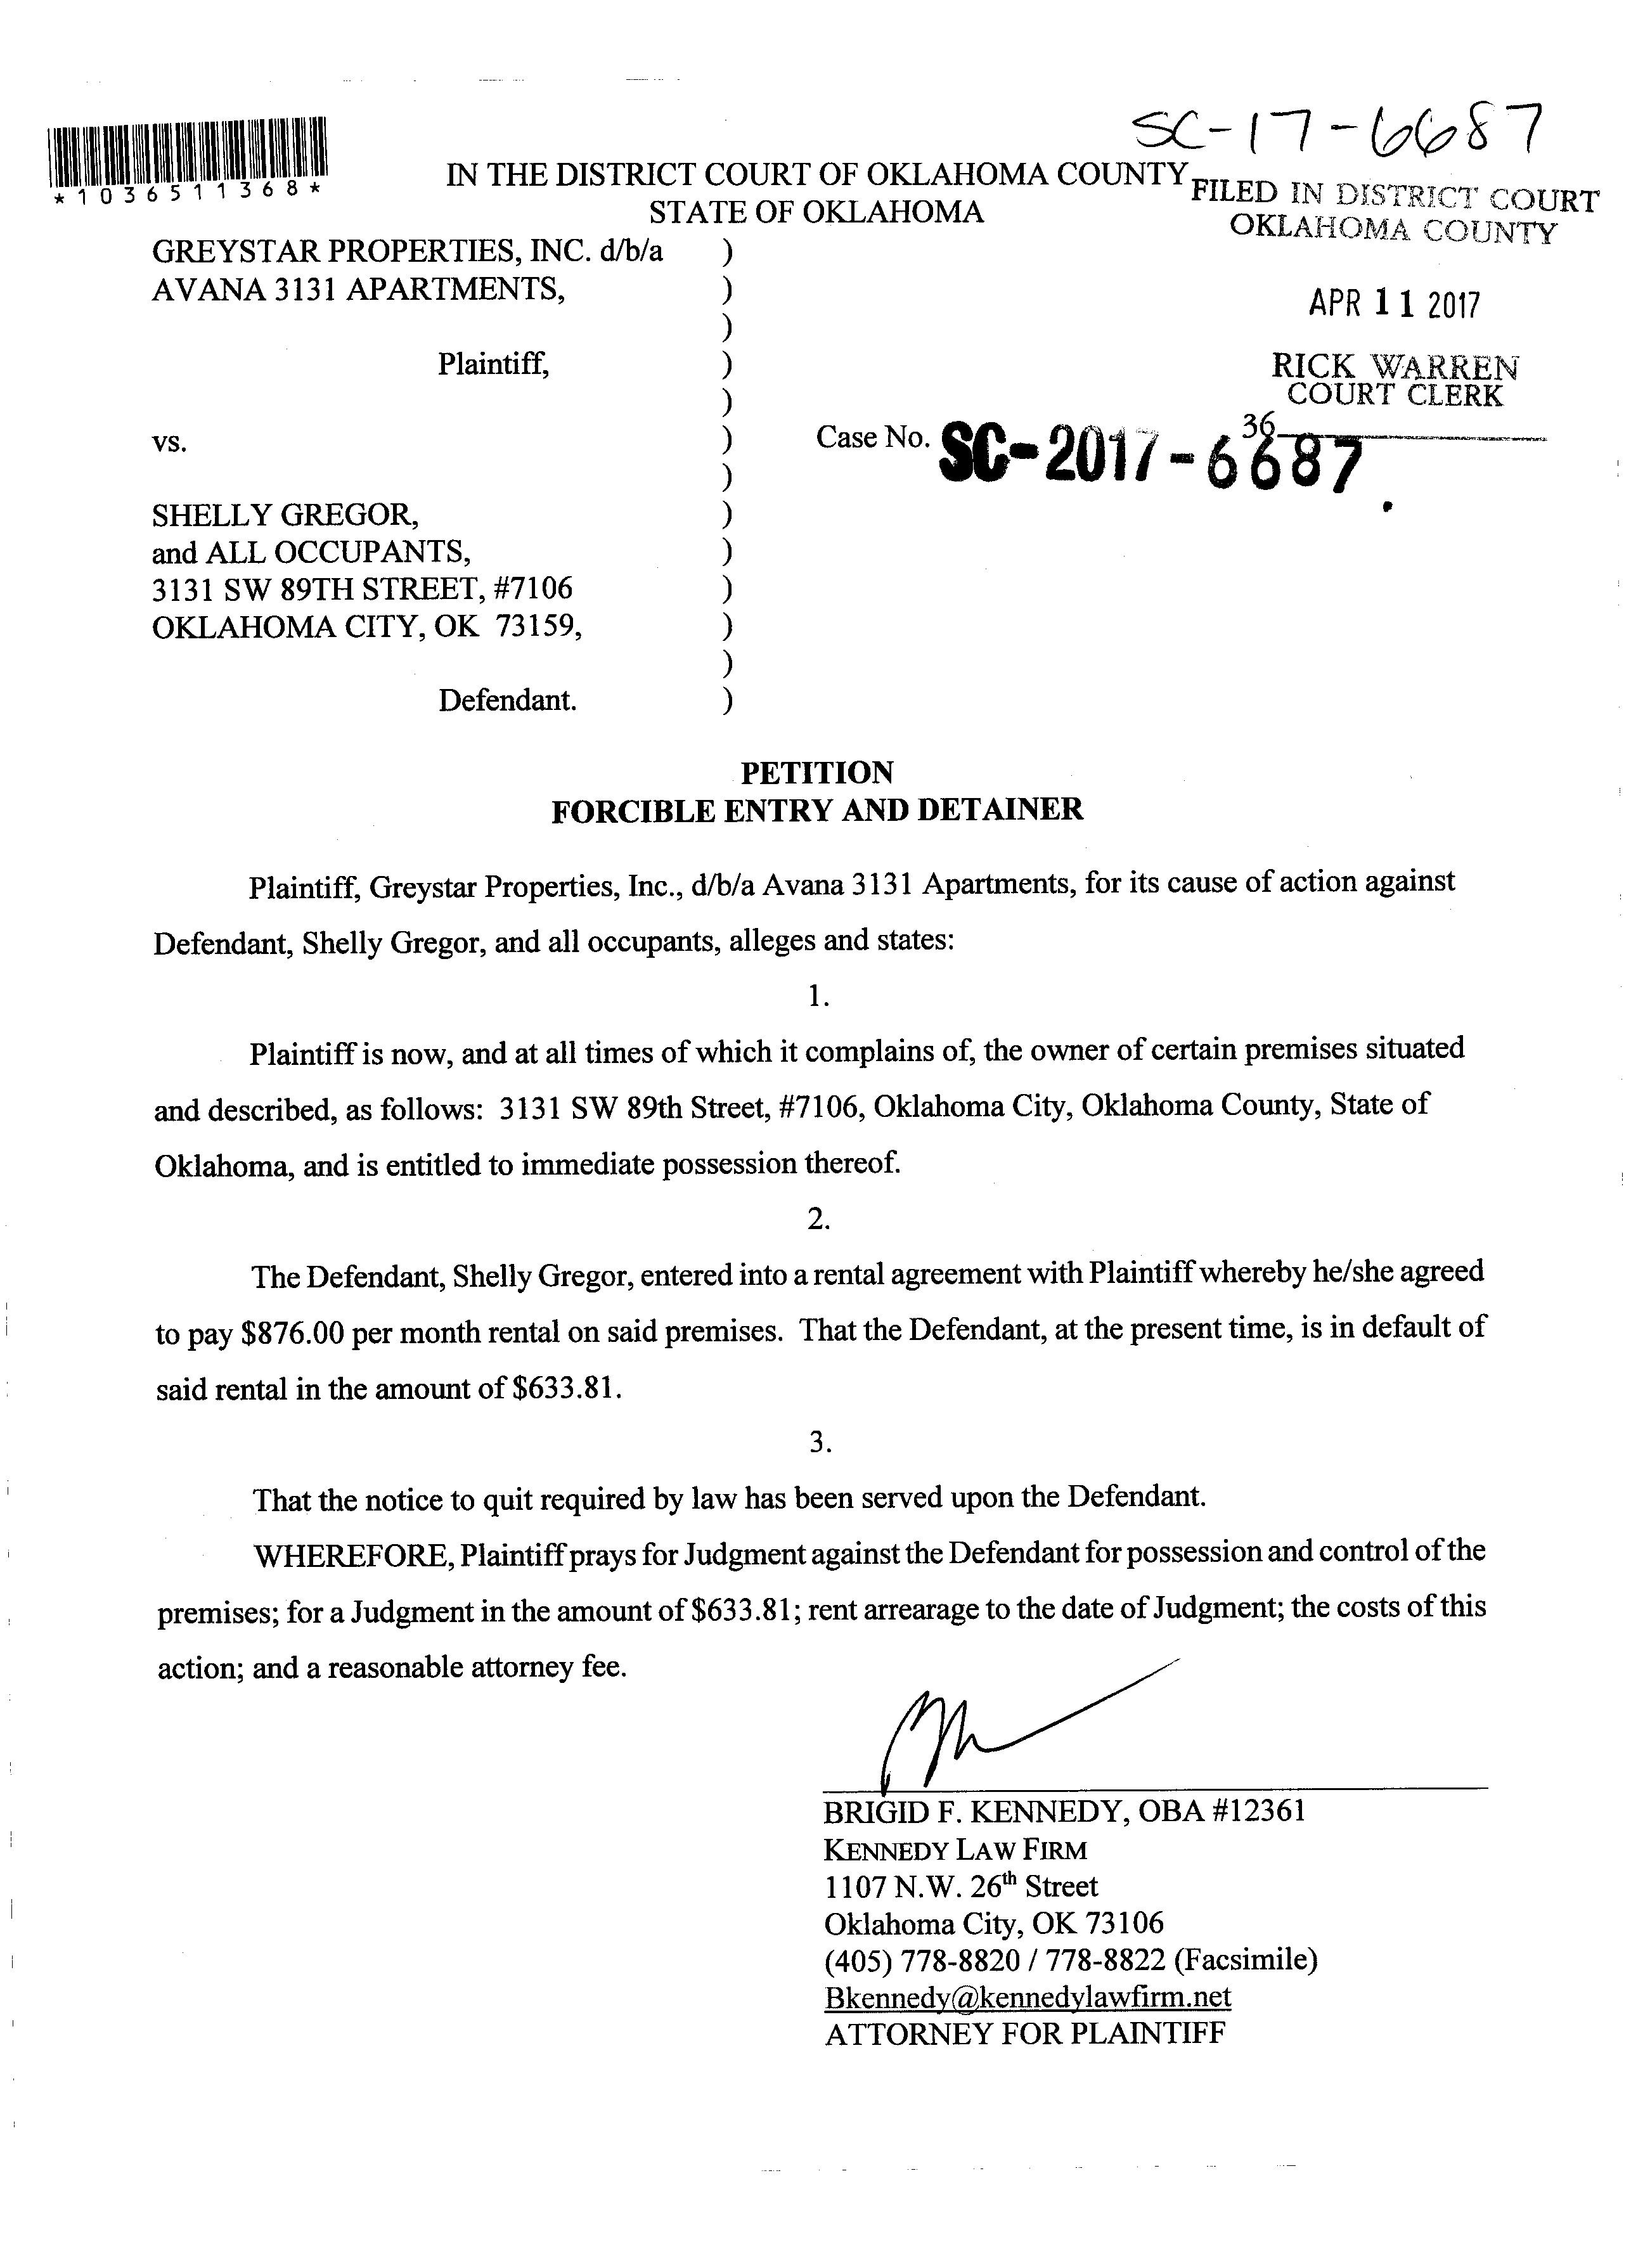 SC-17-6687
*1036511368*
IN THE DISTRICT COURT OF OKLAHOMA COUNTY
STATE OF OKLAHOMA
FILED IN DISTRICT COURT
OKLAHOMA COUNTY
APR 11 2017
RICK WARREN
COURT CLERK
36
GREYSTAR PROPERTIES, INC. d/b/a )
AVANA 3131 APARTMENTS, )
)
Plaintiff, )
)
vs. ) Case No. SC-2017-6687.
)
SHELLY GREGOR, )
and ALL OCCUPANTS, )
3131 SW 89TH STREET, #7106 )
OKLAHOMA CITY, OK 73159, )
)
Defendant. )
PETITION
FORCIBLE ENTRY AND DETAINER
Plaintiff, Greystar Properties, Inc., d/b/a Avana 3131 Apartments, for its cause of action against
Defendant, Shelly Gregor, and all occupants, alleges and states:
1.
Plaintiff is now, and at all times of which it complains of, the owner of certain premises situated
and described, as follows: 3131 SW 89th Street, #7106, Oklahoma City, Oklahoma County, State of
Oklahoma, and is entitled to immediate possession thereof.
2.
The Defendant, Shelly Gregor, entered into a rental agreement with Plaintiff whereby he/she agreed
to pay $876.00 per month rental on said premises. That the Defendant, at the present time, is in default of
said rental in the amount of $633.81.
3.
That the notice to quit required by law has been served upon the Defendant.
WHEREFORE, Plaintiff prays for Judgment against the Defendant for possession and control of the
premises; for a Judgment in the amount of $633.81; rent arrearage to the date of Judgment; the costs of this
action; and a reasonable attorney fee.
BRIGID F. KENNEDY, OBA #12361
KENNEDY LAW FIRM
1107 N.W. 26th Street
Oklahoma City, OK 73106
(405) 778-8820 / 778-8822 (Facsimile)
Bkennedy@kennedylawfirm.net
ATTORNEY FOR PLAINTIFF